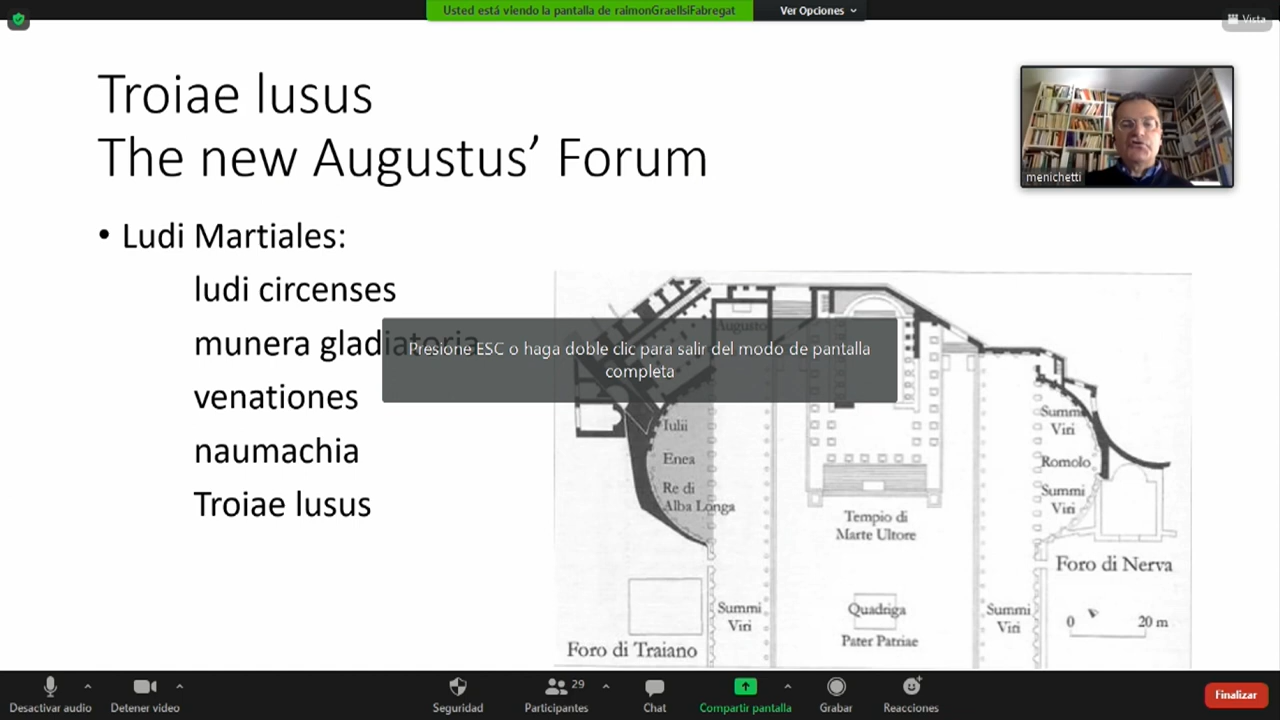 Usted está viendo la pantalla de raimonGraellsiFabregat
Ver Opciones
Vista
Troiae lusus
The new Augustus’ Forum
menichetti
• Ludi Martiales:
ludi circenses
munera gladiatoria
venationes
naumachia
Troiae lusus
Presione ESC o haga doble clic para salir del modo de pantalla
completa
Augusto
Iulii
Enea
Re di
Alba Longa
Summi
Viri
Romolo
Summi
Viri
Tempio di
Marte Ultore
Foro di Nerva
Summi
Viri
Quadriga
Pater Patriae
Summi
Viri
0 20 m
Foro di Traiano
Desactivar audio
Detener video
Seguridad
29
Participantes
Chat
Compartir pantalla
Grabar
Reacciones
Finalizar